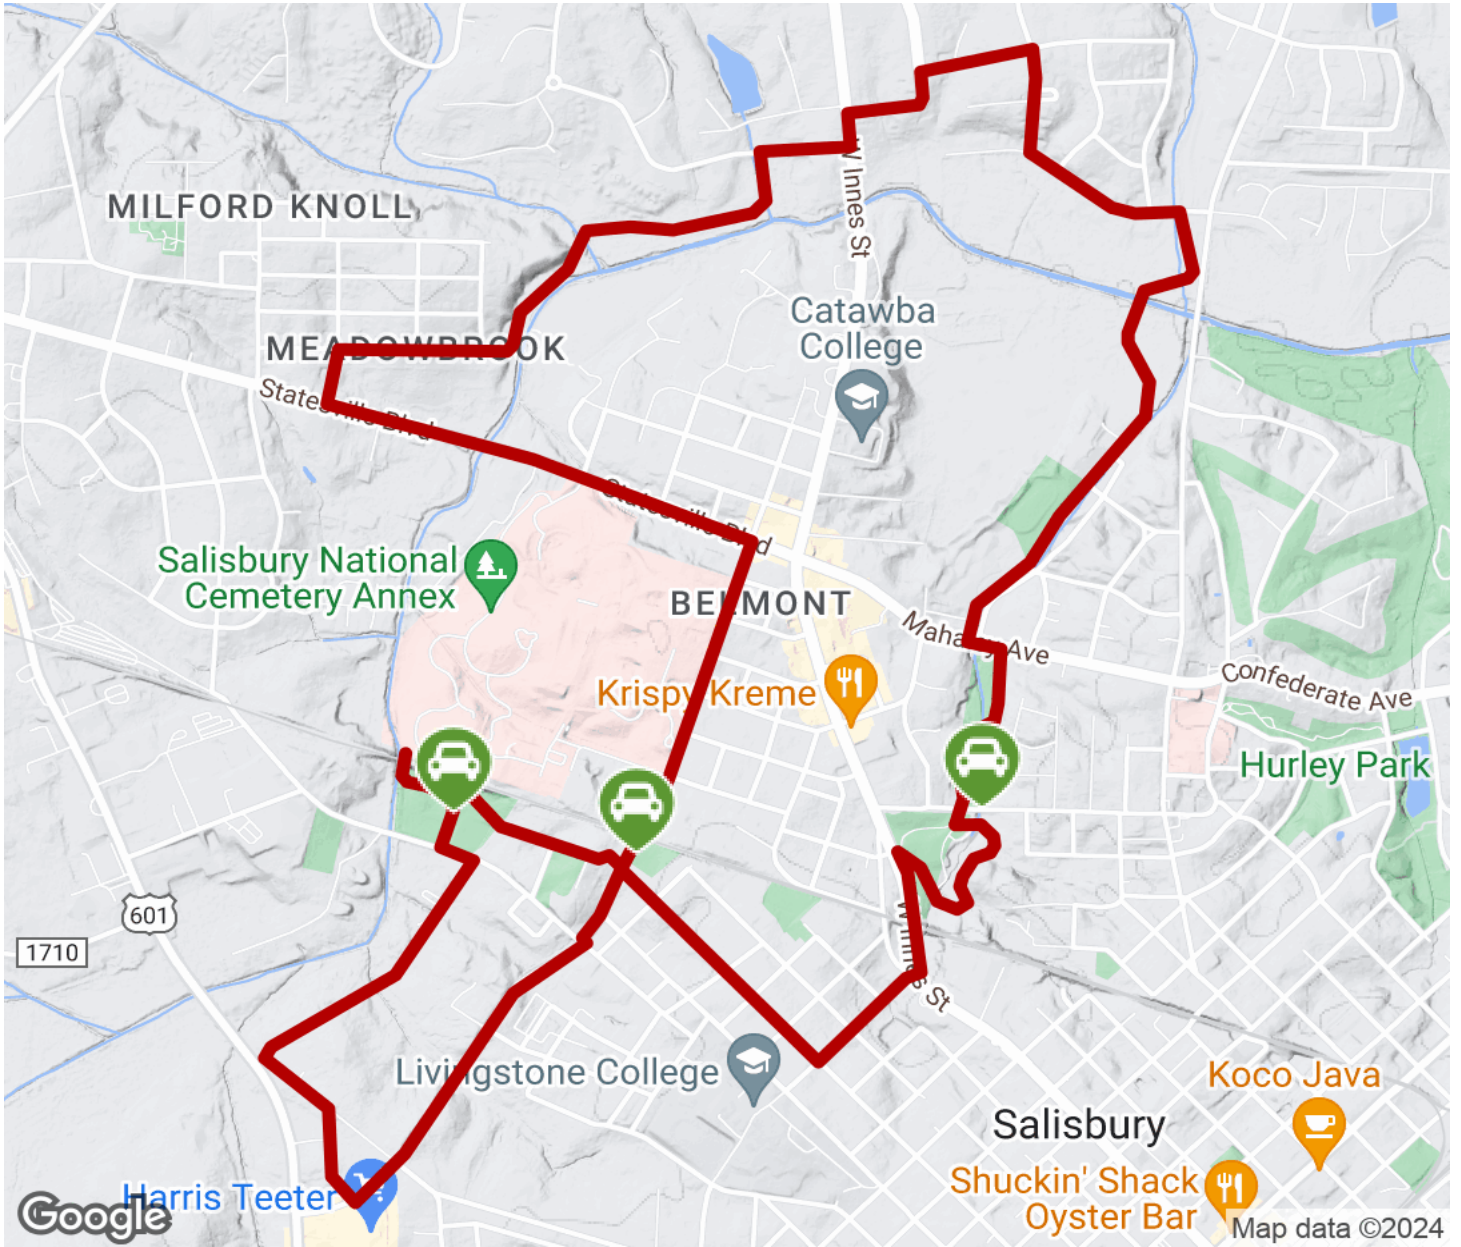 W Innes St
MILFORD KNOLL
Catawba
College
MEADOWBROOK
Statesville Blvd
Statesville Blvd
Salisbury National
Cemetery Annex
BELMONT
Mahaley Ave
Confederate Ave
Krispy Kreme
Hurley Park
601
W Innes St
1710
Livingstone College
Koco Java
Salisbury
Shuckin' Shack
Oyster Bar
Harris Teeter
Google
Map data ©2024